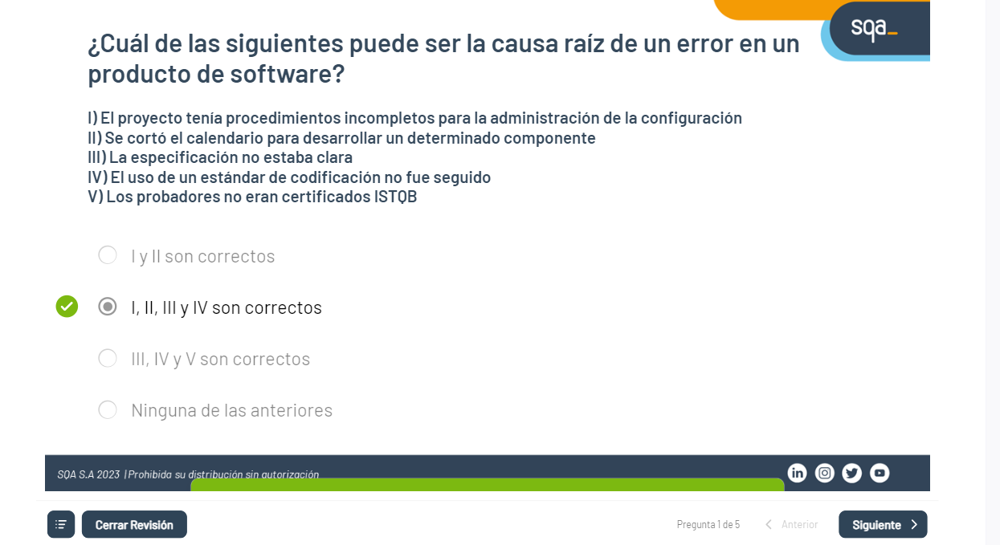 sqa_
¿Cuál de las siguientes puede ser la causa raíz de un error en un
producto de software?
I) El proyecto tenía procedimientos incompletos para la administración de la configuración
II) Se cortó el calendario para desarrollar un determinado componente
III) La especificación no estaba clara
IV) El uso de un estándar de codificación no fue seguido
V) Los probadores no eran certificados ISTQB
I y II son correctos
I, II, III y IV son correctos
III, IV y V son correctos
Ninguna de las anteriores
SQA S.A 2023 | Prohibida su distribución sin autorización
in
Cerrar Revisión
Pregunta 1 de 5
Anterior
Siguiente